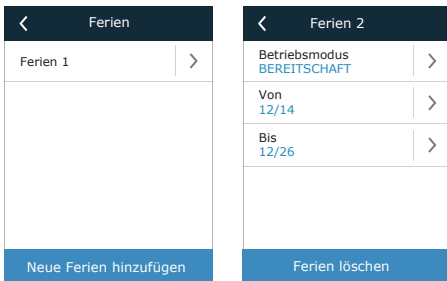 Ferien
Ferien 1
Neue Ferien hinzufügen
Ferien 2
Betriebsmodus
BEREITSCHAFT
Von
12/14
Bis
12/26
Ferien löschen